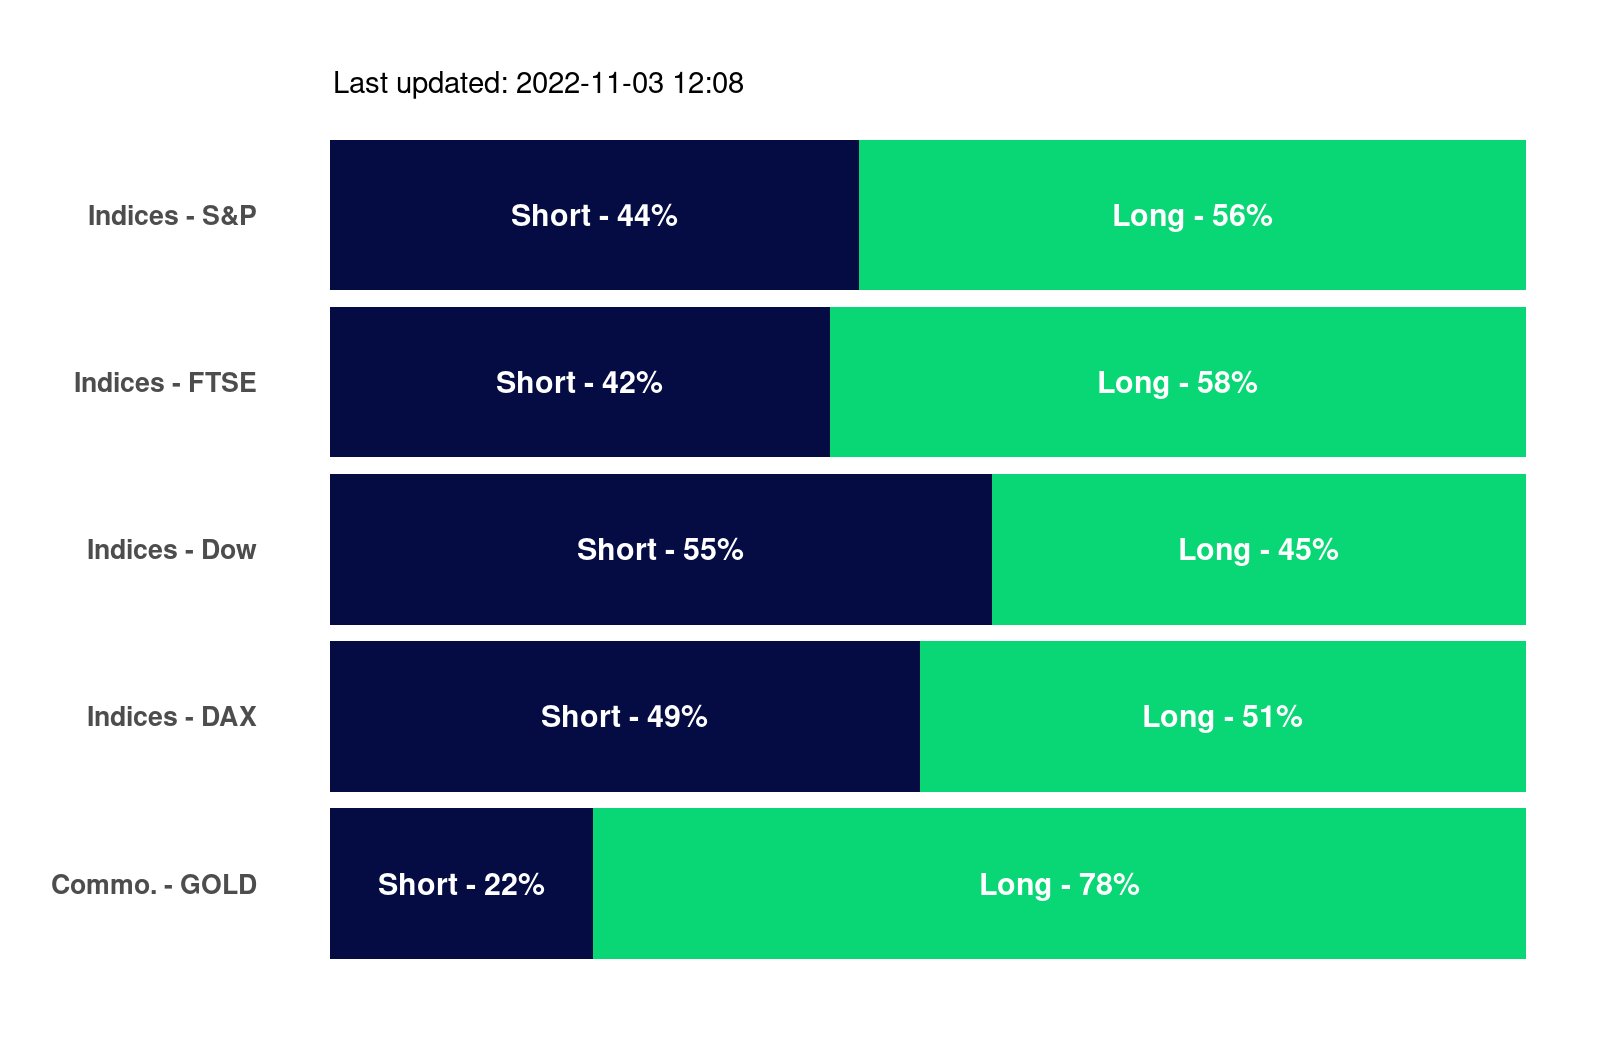 Last updated: 2022-11-03 12:08
Indices - S&P Short - 44% Long - 56%
Indices - FTSE Short - 42% Long - 58%
Indices - Dow Short - 55% Long - 45%
Indices - DAX Short - 49% Long - 51%
Commo. - GOLD Short - 22% Long - 78%